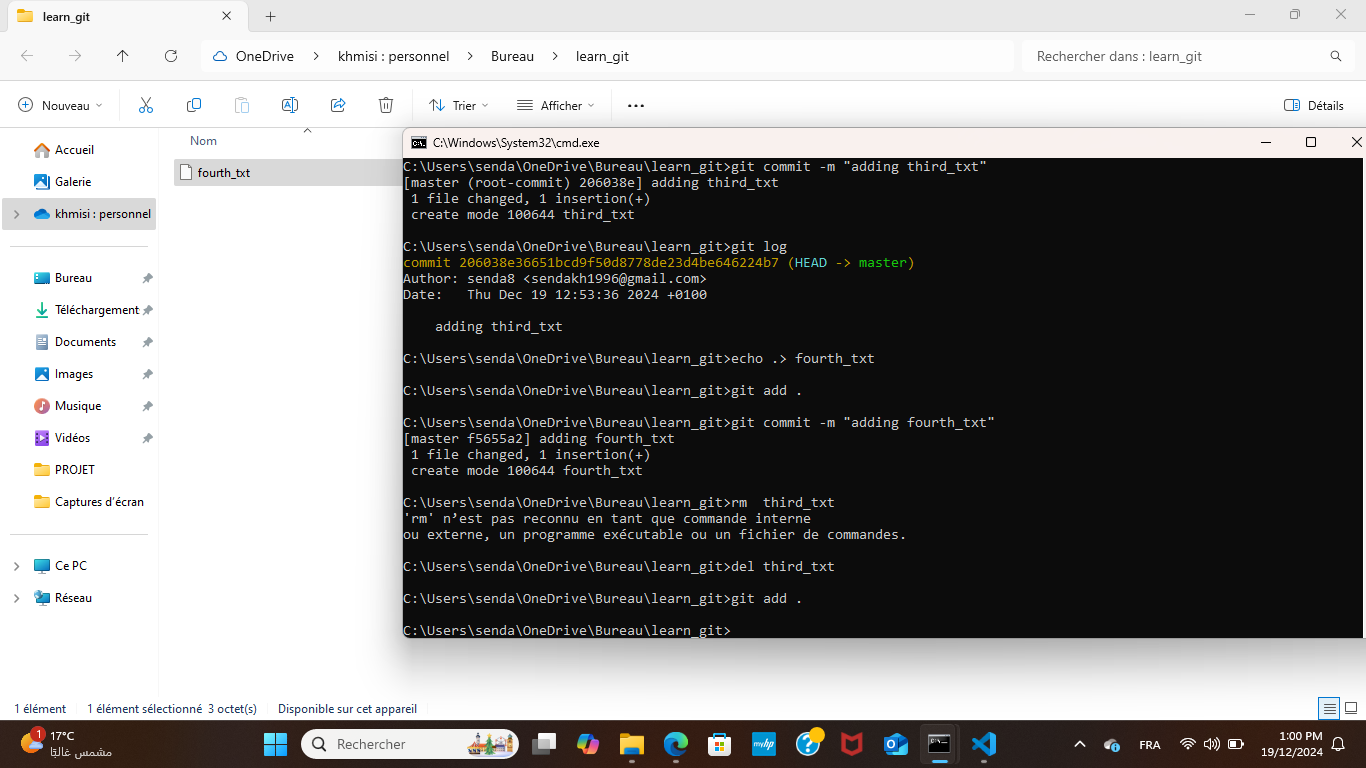 learn_git
OneDrive > khmisi : personnel > Bureau > learn_git
Rechercher dans : learn_git
Nouveau
Trier
Afficher
Détails
Accueil
Galerie
khmisi : personnel
Bureau
Téléchargement
Documents
Images
Musique
Vidéos
PROJET
Captures d'écran
Ce PC
Réseau
Nom
fourth_txt
C:\Windows\System32\cmd.exe
C:\Users\senda\OneDrive\Bureau\learn_git>git commit -m "adding third_txt"
[master (root-commit) 206038e] adding third_txt
1 file changed, 1 insertion(+)
create mode 100644 third_txt
C:\Users\senda\OneDrive\Bureau\learn_git>git log
commit 206038e36651bcd9f50d8778de23d4be646224b7 (HEAD -> master)
Author: senda8 <sendakh1996@gmail.com>
Date:   Thu Dec 19 12:53:36 2024 +0100
adding third_txt
C:\Users\senda\OneDrive\Bureau\learn_git>echo .> fourth_txt
C:\Users\senda\OneDrive\Bureau\learn_git>git add .
C:\Users\senda\OneDrive\Bureau\learn_git>git commit -m "adding fourth_txt"
[master f5655a2] adding fourth_txt
1 file changed, 1 insertion(+)
create mode 100644 fourth_txt
C:\Users\senda\OneDrive\Bureau\learn_git>rm  third_txt
'rm' n’est pas reconnu en tant que commande interne
ou externe, un programme exécutable ou un fichier de commandes.
C:\Users\senda\OneDrive\Bureau\learn_git>del third_txt
C:\Users\senda\OneDrive\Bureau\learn_git>git add .
C:\Users\senda\OneDrive\Bureau\learn_git>
1 élément
1 élément sélectionné 3 octet(s)
Disponible sur cet appareil
1
17°C
مشمس غالبًا
Rechercher
myhp
FRA
1:00 PM
19/12/2024